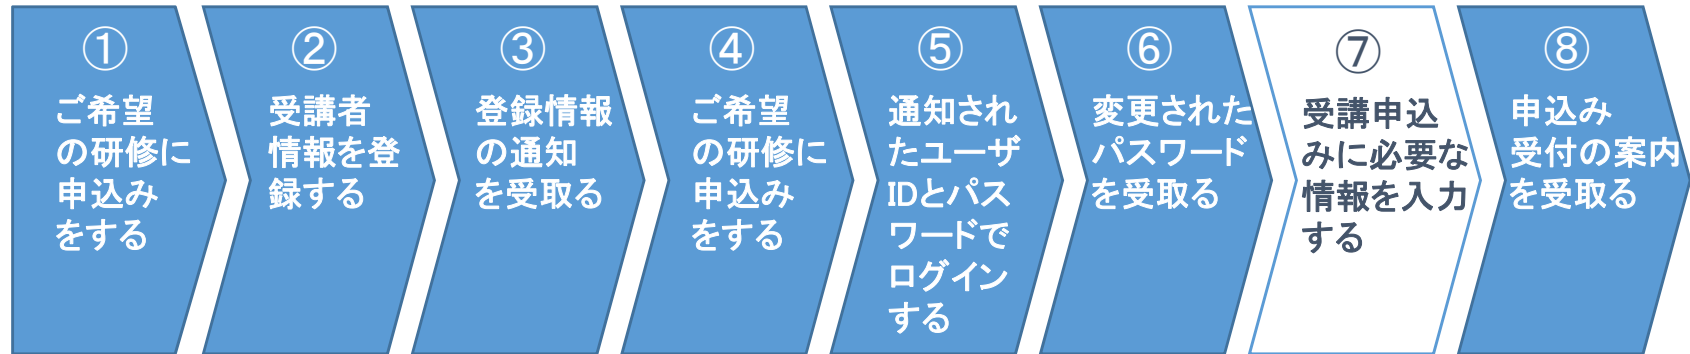 ①
ご希望
の研修に
申込み
をする
②
受講者
情報を登
録する
③
登録情報
の通知
を受取る
④
ご希望
の研修に
申込み
をする
⑤
通知され
たユーザ
IDとパス
ワードで
ログイン
する
⑥
変更された
パスワード
を受取る
⑦
受講申込
みに必要な
情報を入力
する
⑧
申込み
受付の案内
を受取る